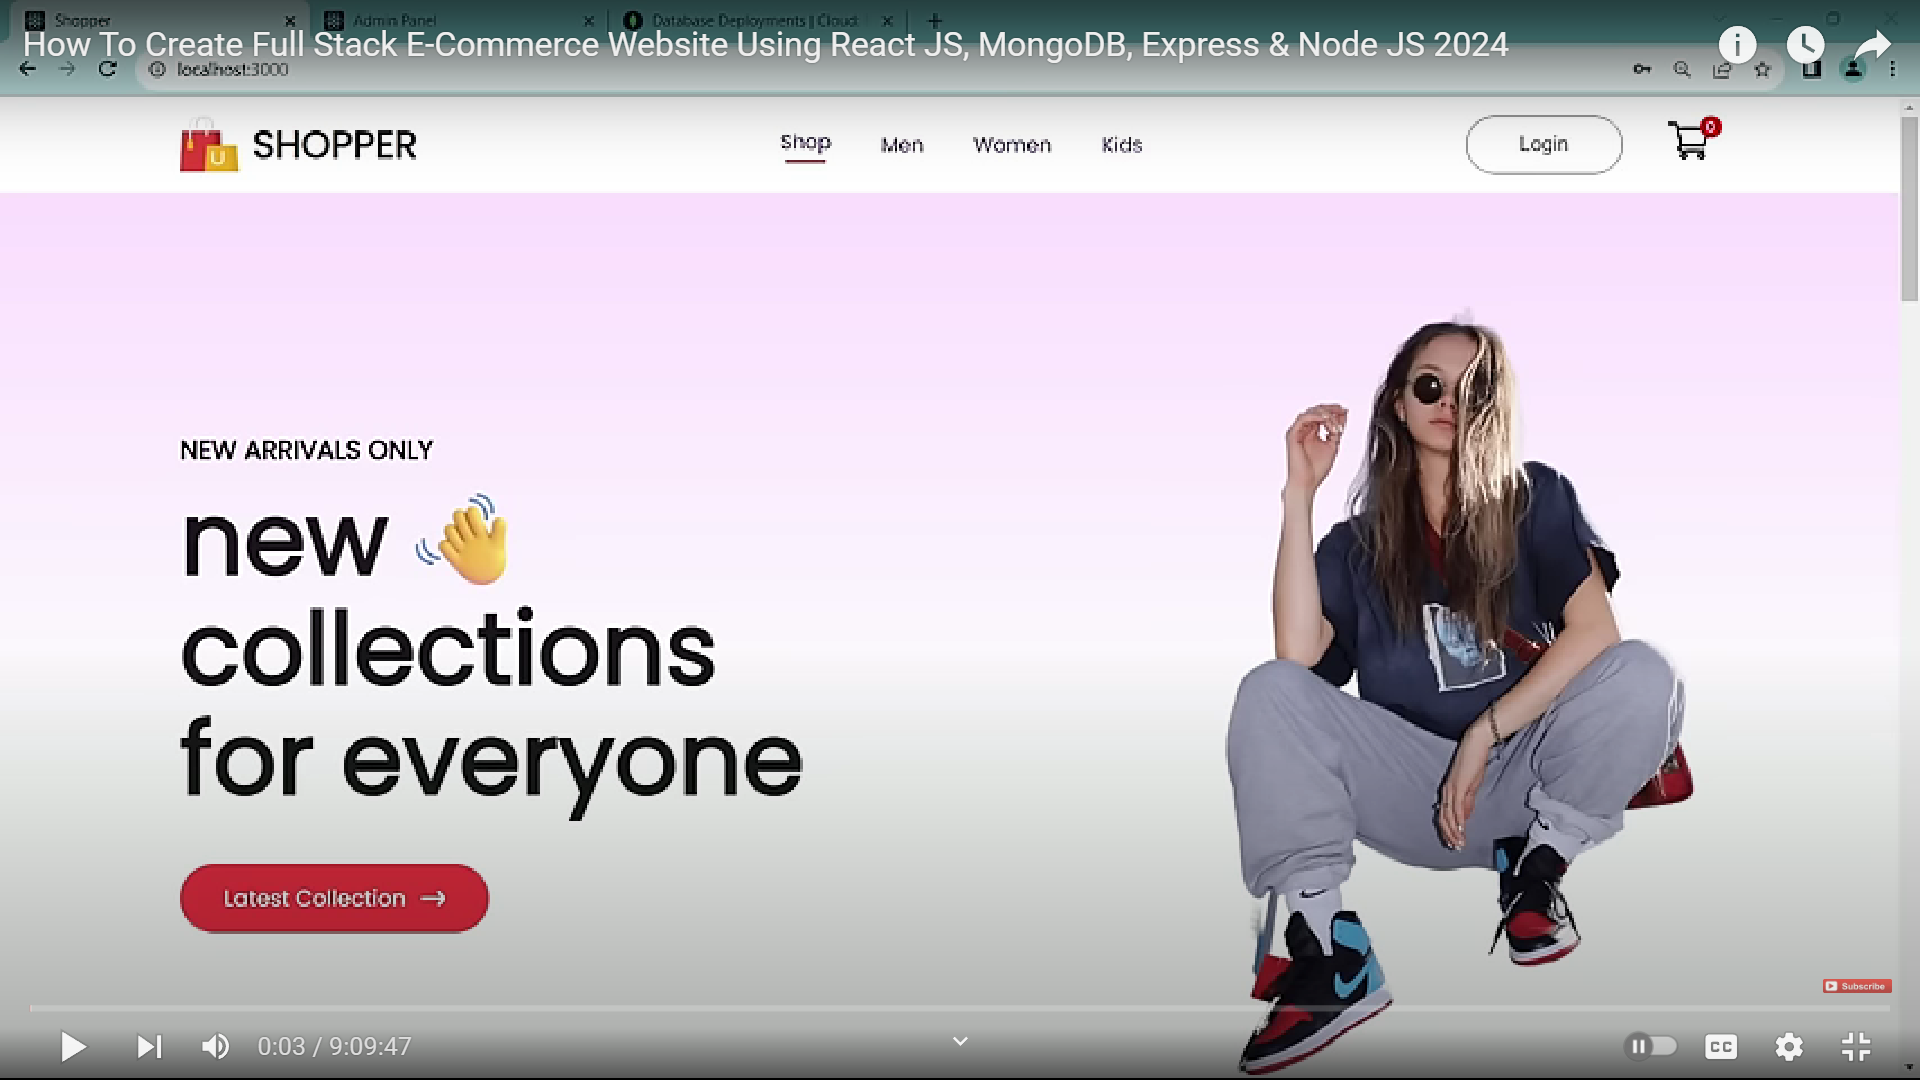 Shopper
Admin Panel
Database Deployments | Cloud:
How To Create Full Stack E-Commerce Website Using React JS, MongoDB, Express & Node JS 2024
localhost:3000
U
SHOPPER
Shop
Men
Women
Kids
Login
0
NEW ARRIVALS ONLY
new 👋
collections
for everyone
Latest Collection →
Subscribe
0:03 / 9:09:47
CC